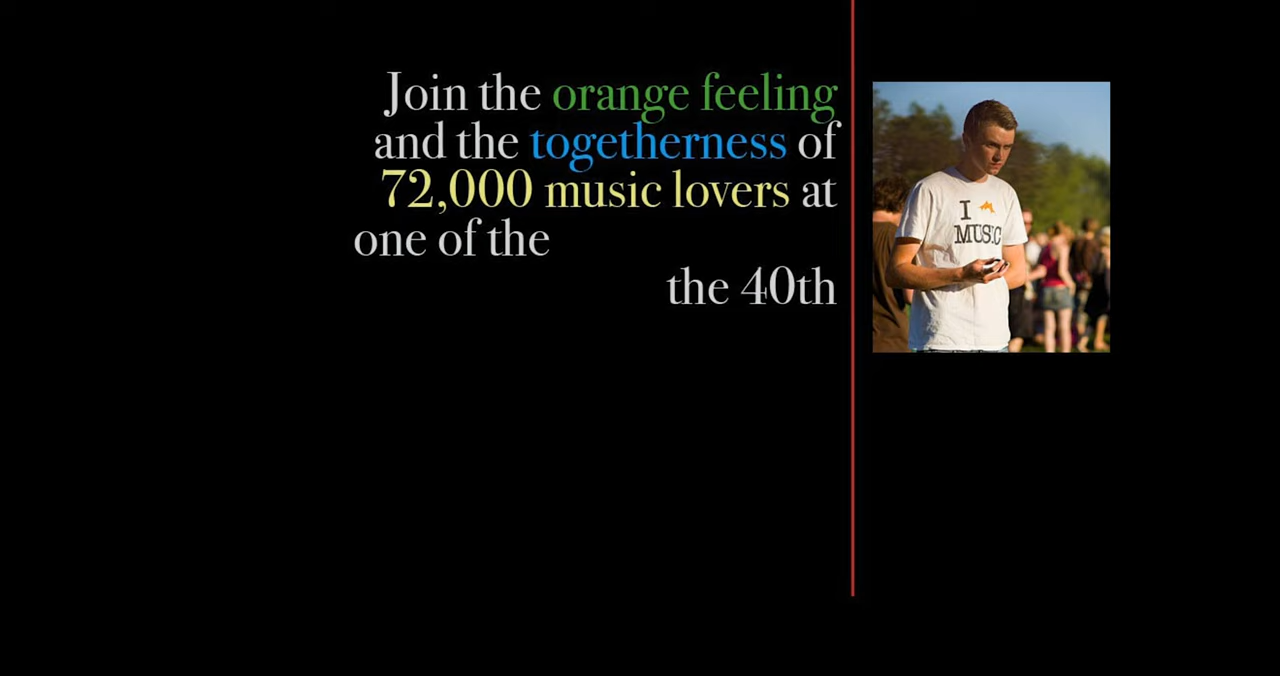 Join the orange feeling
and the togetherness of
72,000 music lovers at
one of the
the 40th
I
MUSIC